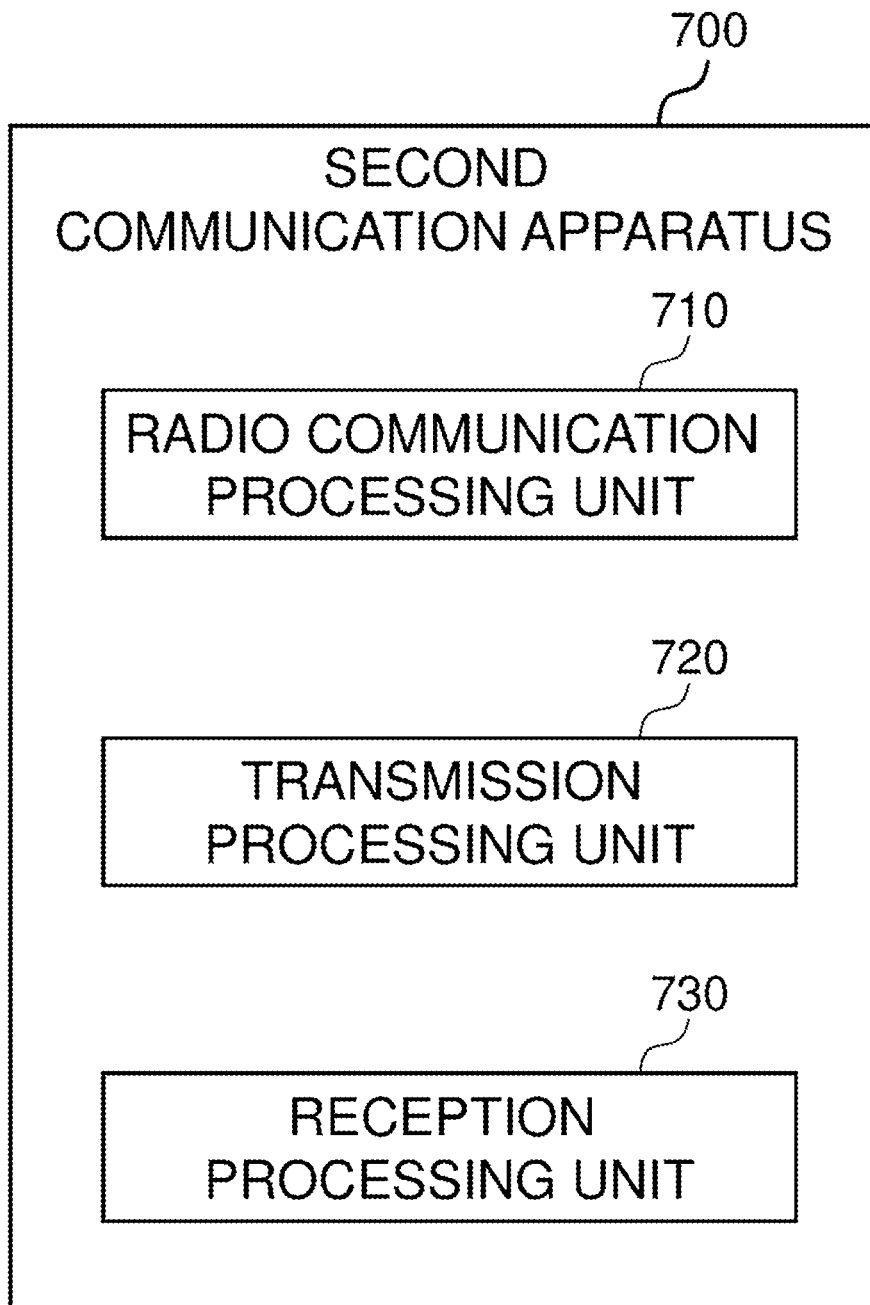 700
SECOND
COMMUNICATION APPARATUS
710
RADIO COMMUNICATION
PROCESSING UNIT
720
TRANSMISSION
PROCESSING UNIT
730
RECEPTION
PROCESSING UNIT